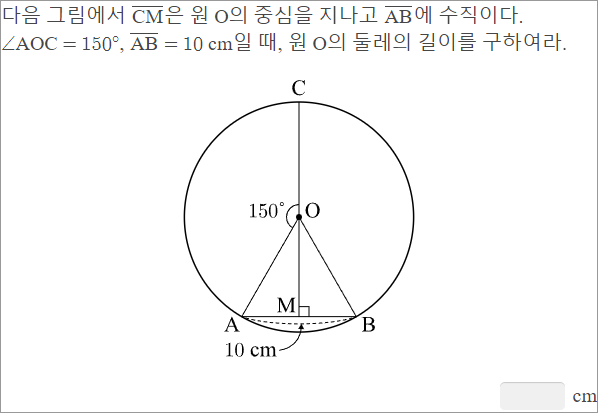 다음 그림에서 CM은 원 O의 중심을 지나고 AB에 수직이다.
∠AOC = 150°, AB = 10 cm일 때, 원 O의 둘레의 길이를 구하여라.
C
150° O
M
A B
10 cm
cm